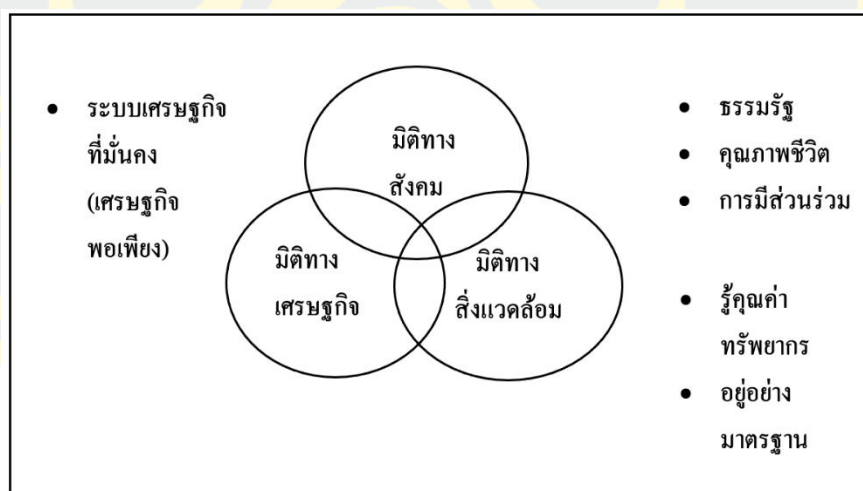 ระบบเศรษฐกิจ
ที่มั่นคง
(เศรษฐกิจ
พอเพียง)
มิติทาง
สังคม
มิติทาง
เศรษฐกิจ
มิติทาง
สิ่งแวดล้อม
ธรรมรัฐ
คุณภาพชีวิต
การมีส่วนร่วม
รู้คุณค่า
ทรัพยากร
อยู่อย่าง
มาตรฐาน